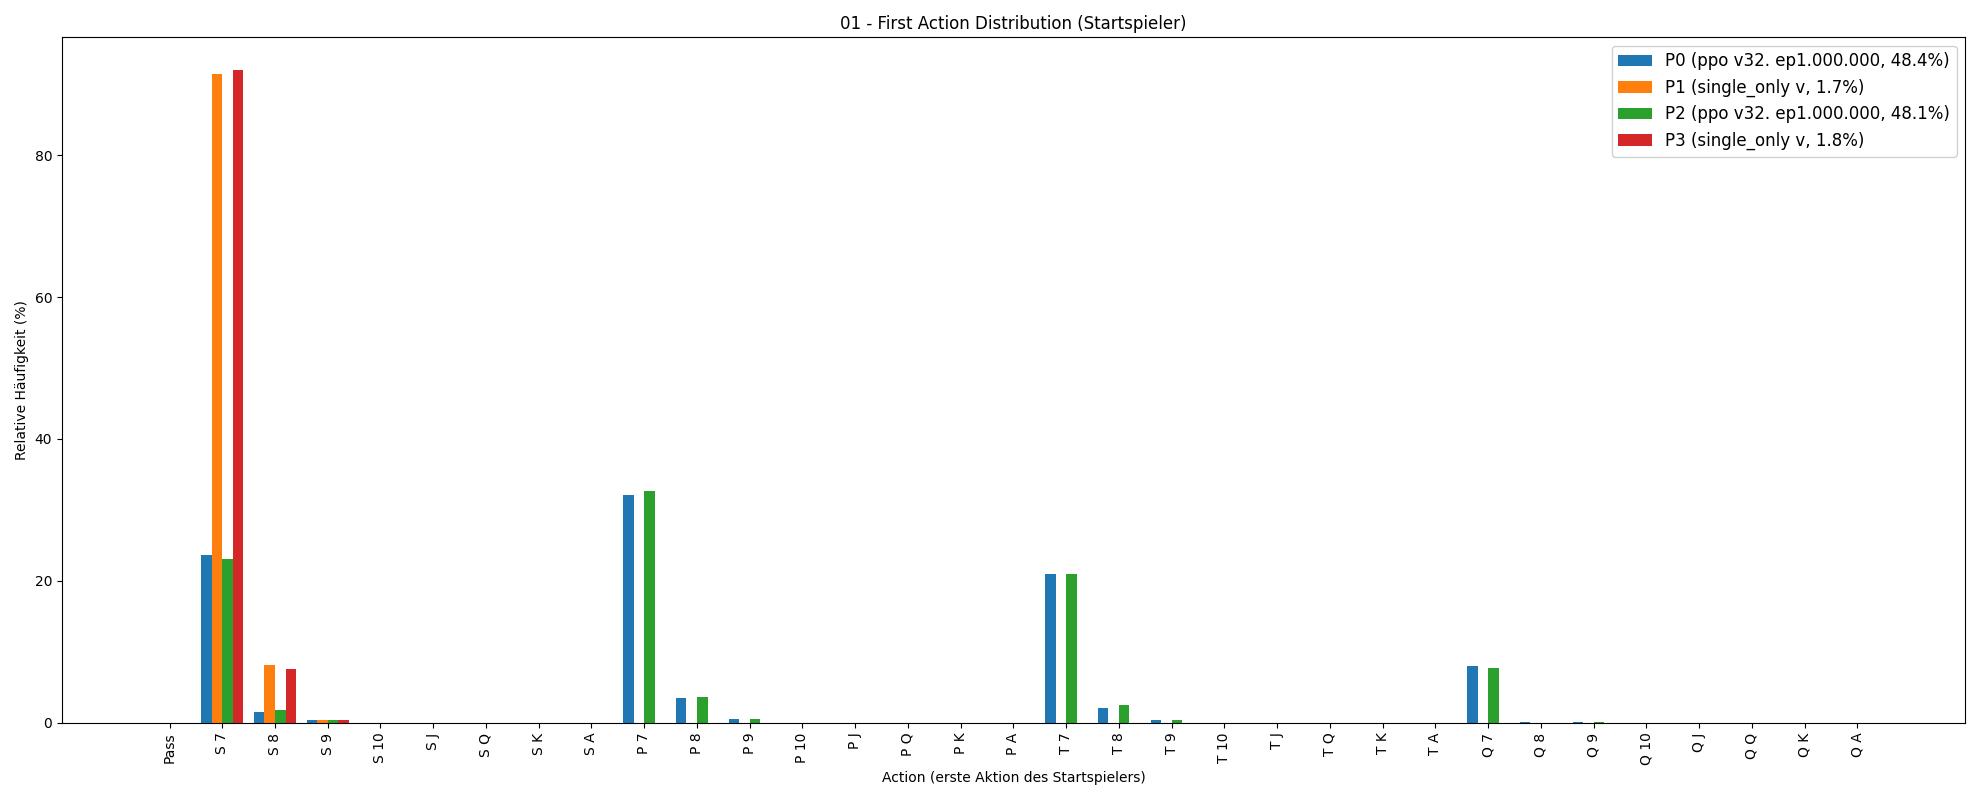 01 - First Action Distribution (Startspieler)
P0 (ppo v32. ep1.000.000, 48.4%)
P1 (single_only v, 1.7%)
P2 (ppo v32. ep1.000.000, 48.1%)
P3 (single_only v, 1.8%)
Relative Häufigkeit (%)
80
60
40
20
0
Pass
S 7
S 8
S 9
S 10
S J
S Q
S K
S A
P 7
P 8
P 9
P 10
P J
P Q
P K
P A
T 7
T 8
T 9
T 10
T J
T Q
T K
T A
Q 7
Q 8
Q 9
Q 10
Q J
Q Q
Q K
Q A
Action (erste Aktion des Startspielers)